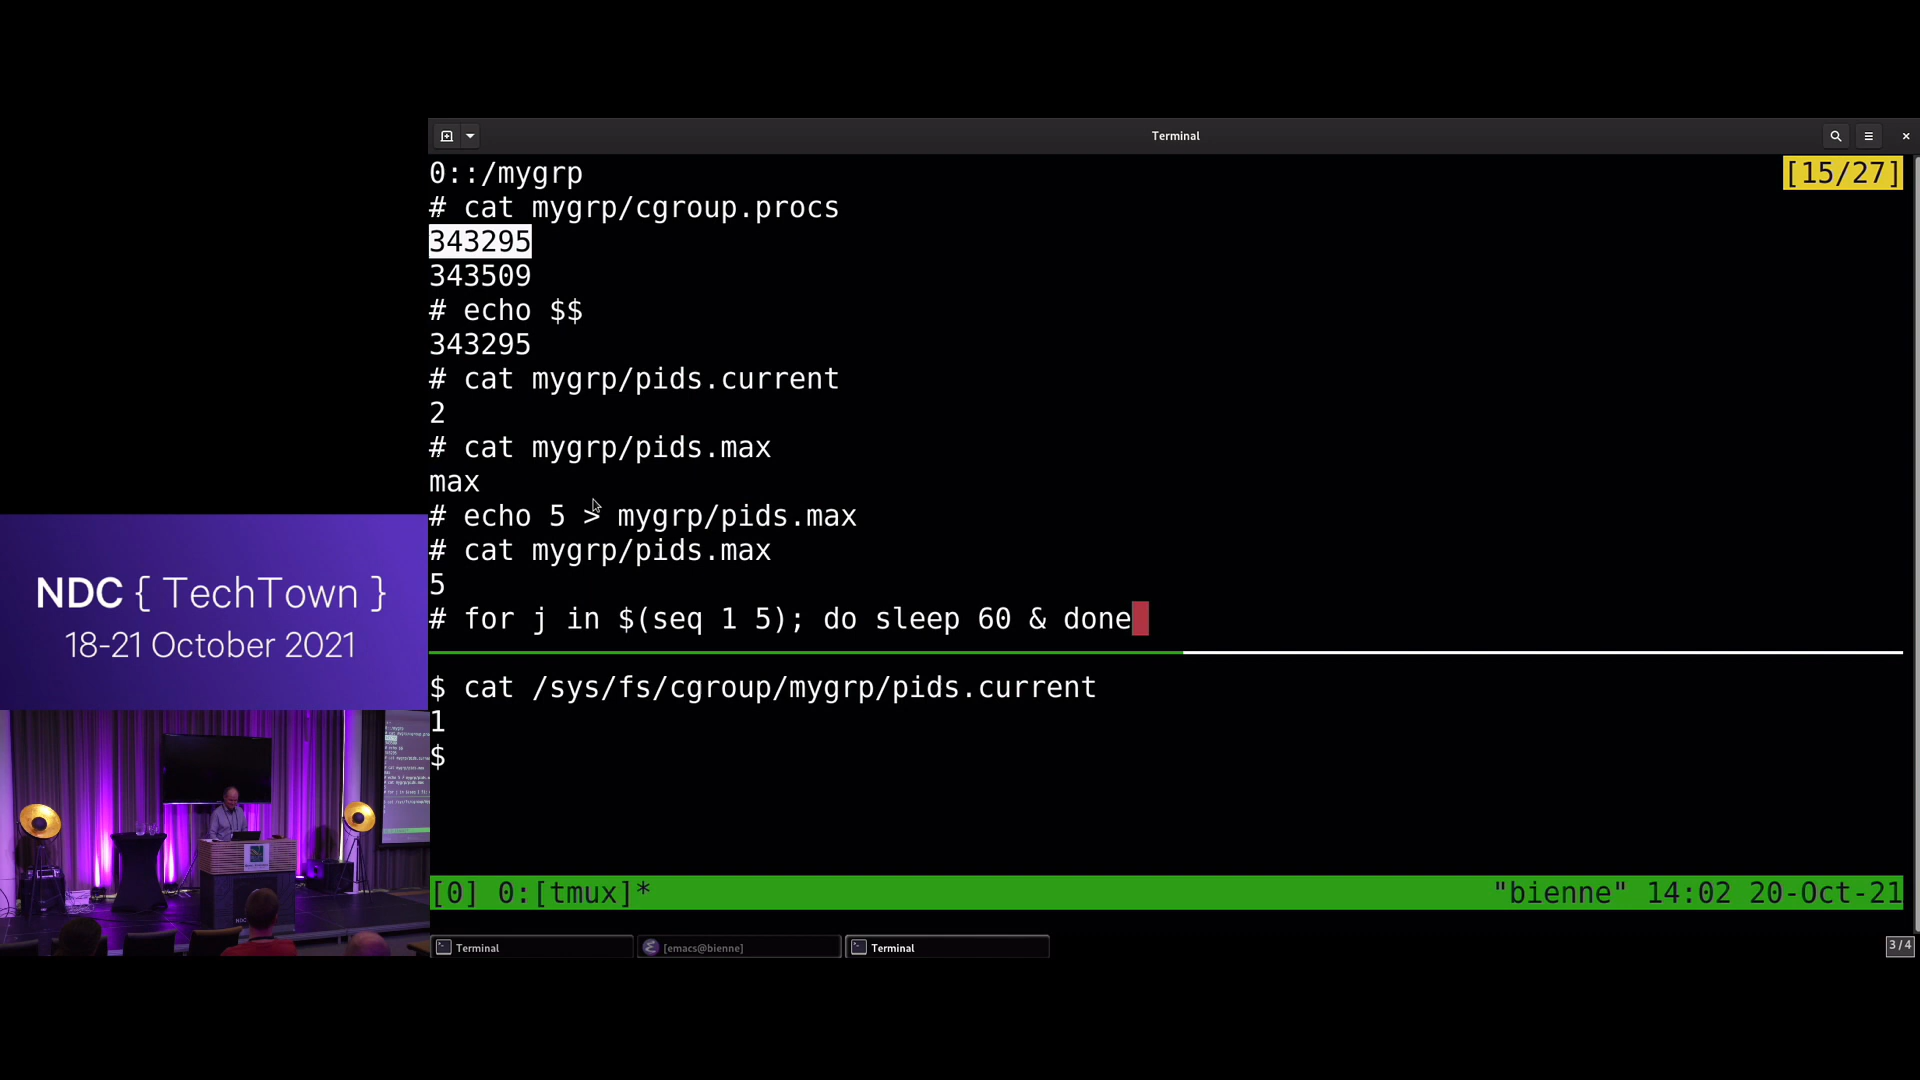 Terminal
0::/mygrp
[15/27]
# cat mygrp/cgroup.procs
343295
343509
# echo $$
343295
# cat mygrp/pids.current
2
# cat mygrp/pids.max
max
# echo 5 > mygrp/pids.max
# cat mygrp/pids.max
5
# for j in $(seq 1 5); do sleep 60 & done
$ cat /sys/fs/cgroup/mygrp/pids.current
1
$
[0] 0:[tmux]*
"bienne" 14:02 20-Oct-21
Terminal
[emacs@bienne]
Terminal
3/4
NDC { TechTown }
18-21 October 2021